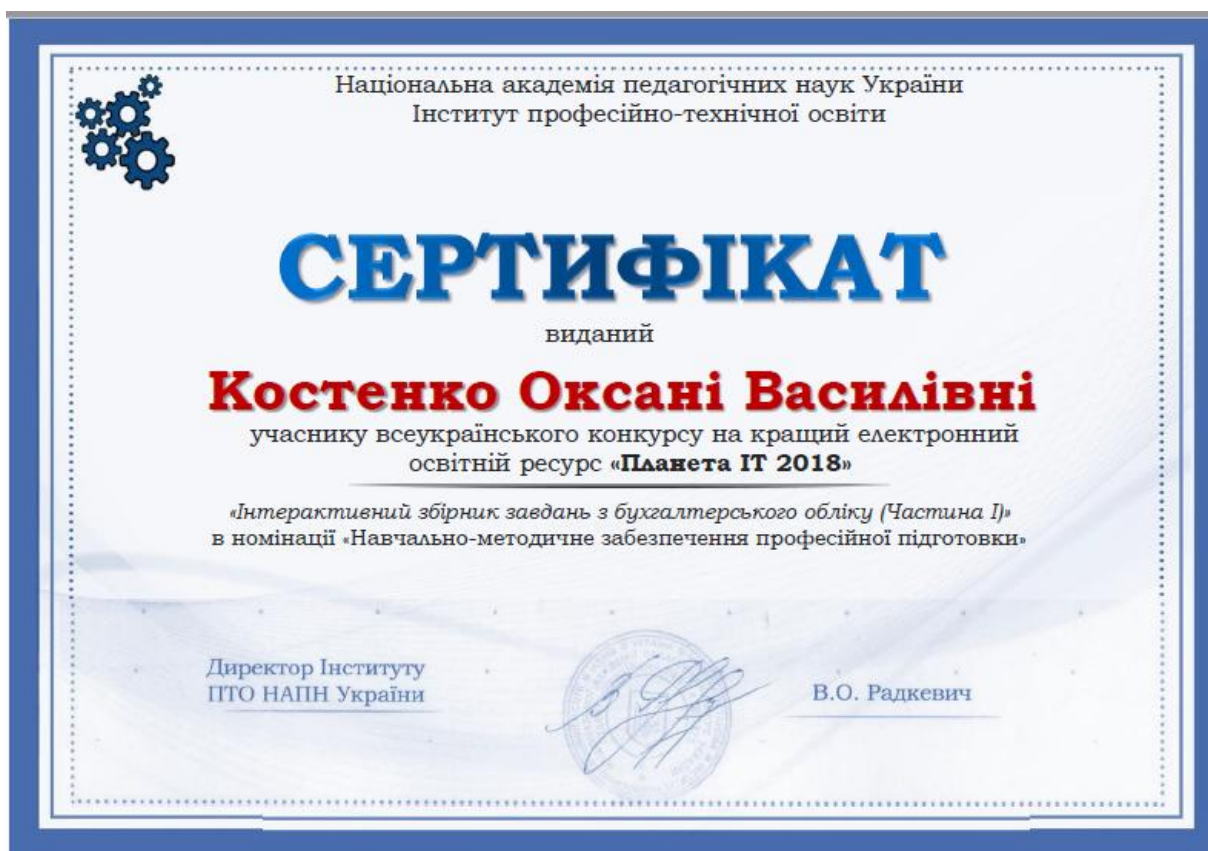 Національна академія педагогічних наук України
Інститут професійно-технічної освіти
СЕРТИФІКАТ
виданий
Костенко Оксані Василівні
учаснику всеукраїнського конкурсу на кращий електронний
освітній ресурс «Планета ІТ 2018»
«Інтерактивний збірник завдань з бухгалтерського обліку (Частина І)»
в номінації «Навчально-методичне забезпечення професійної підготовки»
Директор Інституту
ПТО НАПН України
В.О. Радкевич